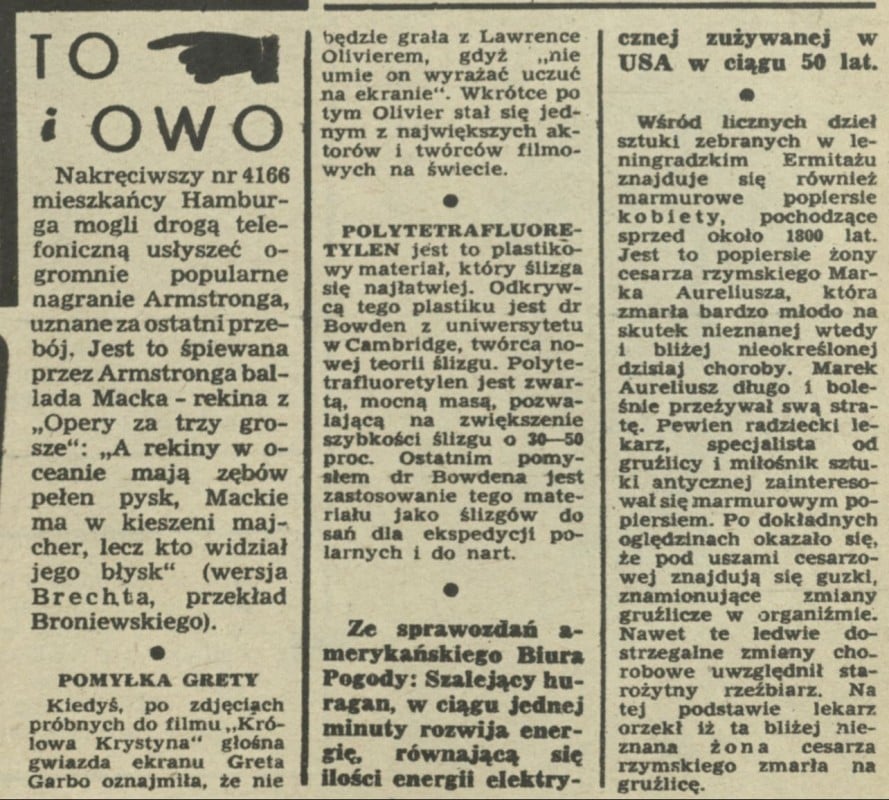 TO
i OWO
Nakręciwszy nr 4166
mieszkańcy Hambur-
ga mogli drogą tele-
foniczną usłyszeć o-
gromnie popularne
nagranie Armstronga,
uznane za ostatni prze-
bój. Jest to śpiewana
przez Armstronga bal-
lada Macka - rekina z
„Opery za trzy gro-
sze“: „A rekiny w o-
ceanie mają zębów
pełen pysk, Mackie
ma w kieszeni maj-
cher, lecz kto widział
jego błysk“ (wersja
Brechta, przekład
Broniewskiego).
●
POMYŁKA GRETY
Kiedyś, po zdjęciach
próbnych do filmu „Kró-
lowa Krystyna“ głośna
gwiazda ekranu Greta
Garbo oznajmiła, że nie
będzie grała z Lawrence
Olivierem, gdyż „nie
umie on wyrażać uczuć
na ekranie“. Wkrótce po
tym Olivier stał się jed-
nym z największych ak-
torów i twórców filmo-
wych na świecie.
●
POLYTETRAFLUORE-
TYLEN jest to plastiko-
wy materiał, który ślizga
się najłatwiej. Odkryw-
cą tego plastiku jest dr
Bowden z uniwersytetu
w Cambridge, twórca no-
wej teorii ślizgu. Polyte-
trafluoretylen jest zwar-
tą, mocną masą, pozwa-
lającą na zwiększenie
szybkości ślizgu o 30—50
proc. Ostatnim pomy-
słem dr Bowdena jest
zastosowanie tego mate-
riału jako ślizgów do
sań dla ekspedycji po-
larnych i do nart.
●
Ze sprawozdań a-
merykańskiego Biura
Pogody: Szalejący hu-
ragan, w ciągu jednej
minuty rozwija ener-
gię, równającą się
ilości energii elektry-
cznej zużywanej w
USA w ciągu 50 lat.
●
Wśród licznych dzieł
sztuki zebranych w le-
ningradzkim Ermitażu
znajduje się również
marmurowe popiersie
kobiety, pochodzące
sprzed około 1800 lat.
Jest to popiersie żony
cesarza rzymskiego Mar-
ka Aureliusza, która
zmarła bardzo młodo na
skutek nieznanej wtedy
i bliżej nieokreślonej
dzisiaj choroby. Marek
Aureliusz długo i bole-
śnie przeżywał swą stra-
tę. Pewien radziecki le-
karz, specjalista od
gruźlicy i miłośnik sztu-
ki antycznej zaintereso-
wał się marmurowym po-
piersiem. Po dokładnych
oględzinach okazało się,
że pod uszami cesarzo-
wej znajdują się guzki,
znamionujące zmiany
gruźlicze w organiźmie.
Nawet te ledwie do-
strzegalne zmiany cho-
robowe uwzględnił sta-
rożytny rzeźbiarz. Na
tej podstawie lekarz
orzekł iż ta bliżej nie-
znana żona cesarza
rzymskiego zmarła na
gruźlicę.